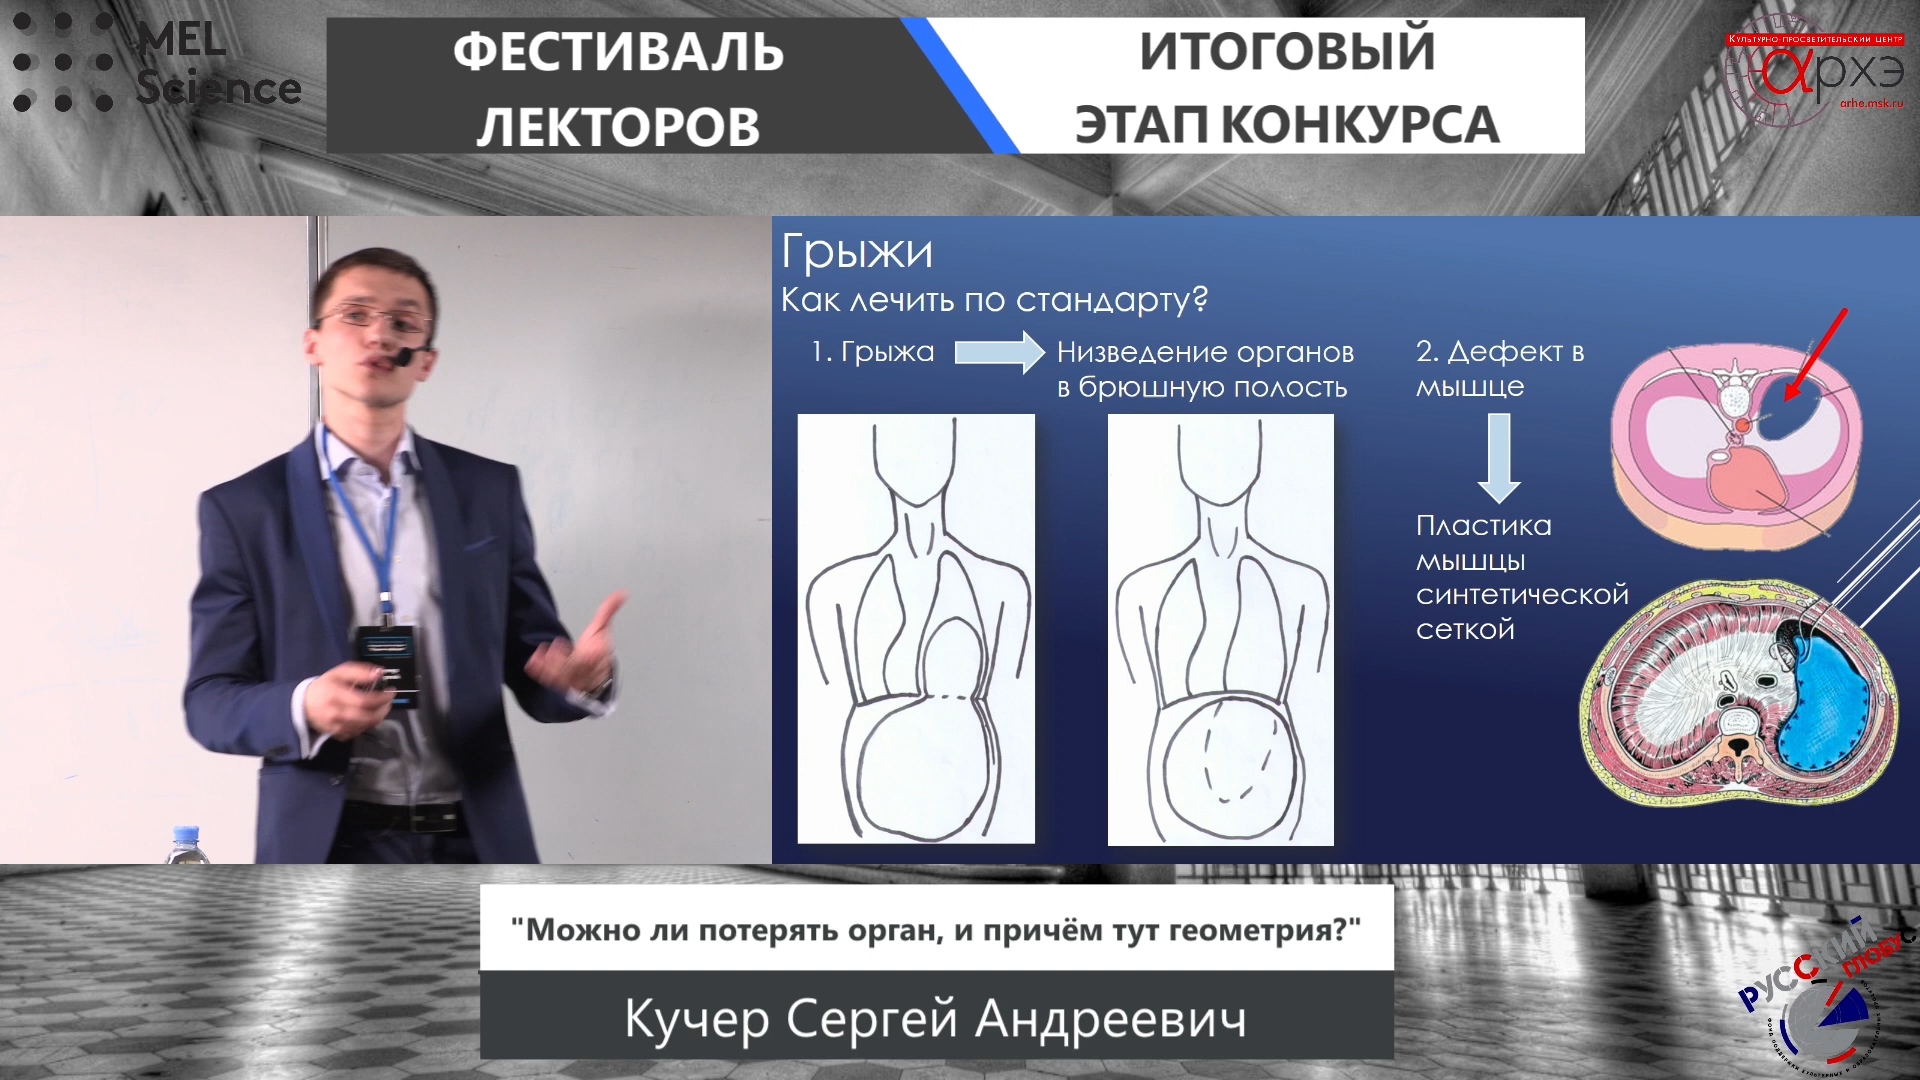 MEL
Science
ФЕСТИВАЛЬ
ЛЕКТОРОВ
ИТОГОВЫЙ
ЭТАП КОНКУРСА
Культурно-просветительский центр
αрхэ
arhe.msk.ru
Грыжи
Как лечить по стандарту?
1. Грыжа
Низведение органов
в брюшную полость
2. Дефект в
мышце
Пластика
мышцы
синтетической
сеткой
"Можно ли потерять орган, и причём тут геометрия?"
Кучер Сергей Андреевич
РУССКИЙ
ГЛОБУС